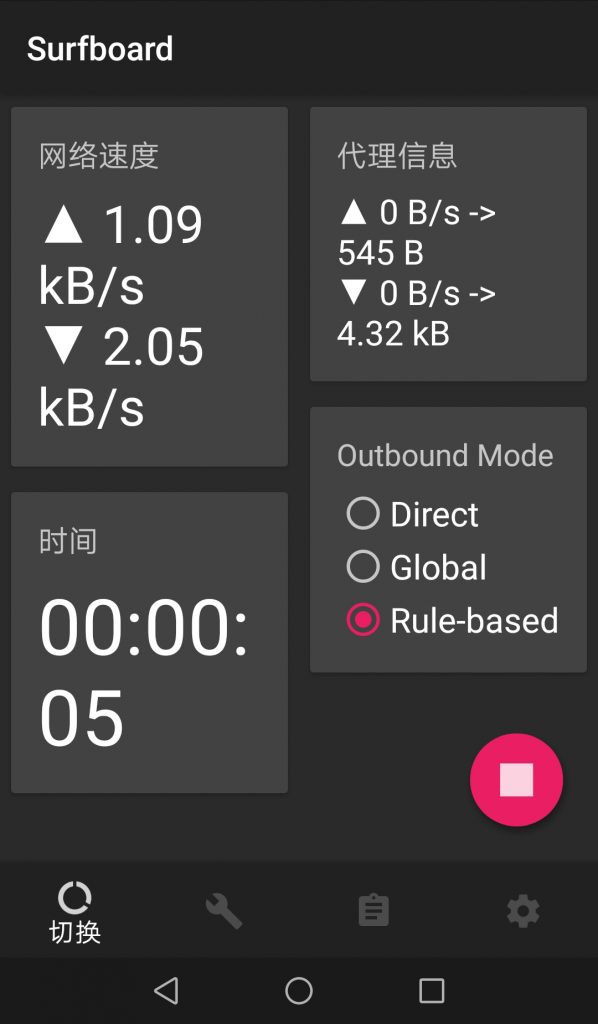 Surfboard
网络速度
▲ 1.09
kB/s
▼ 2.05
kB/s
时间
00:00:
05
代理信息
▲ 0 B/s ->
545 B
▼ 0 B/s ->
4.32 kB
Outbound Mode
Direct
Global
Rule-based
切换